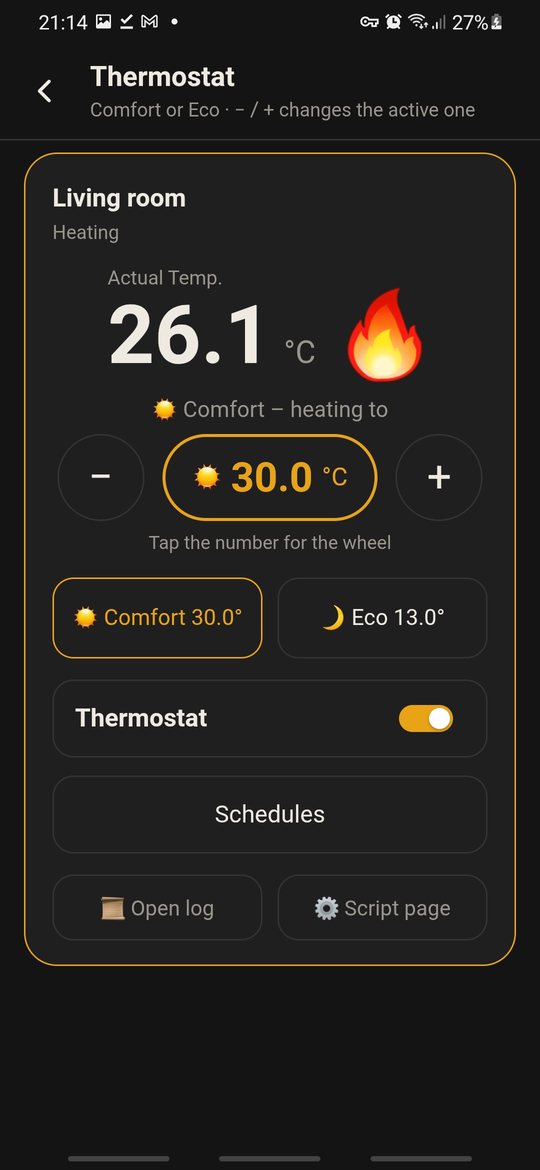 21:14 27%
Thermostat
Comfort or Eco · − / + changes the active one
Living room
Heating
Actual Temp.
26.1 °C
Comfort – heating to
− 30.0 °C +
Tap the number for the wheel
Comfort 30.0° Eco 13.0°
Thermostat
Schedules
Open log Script page